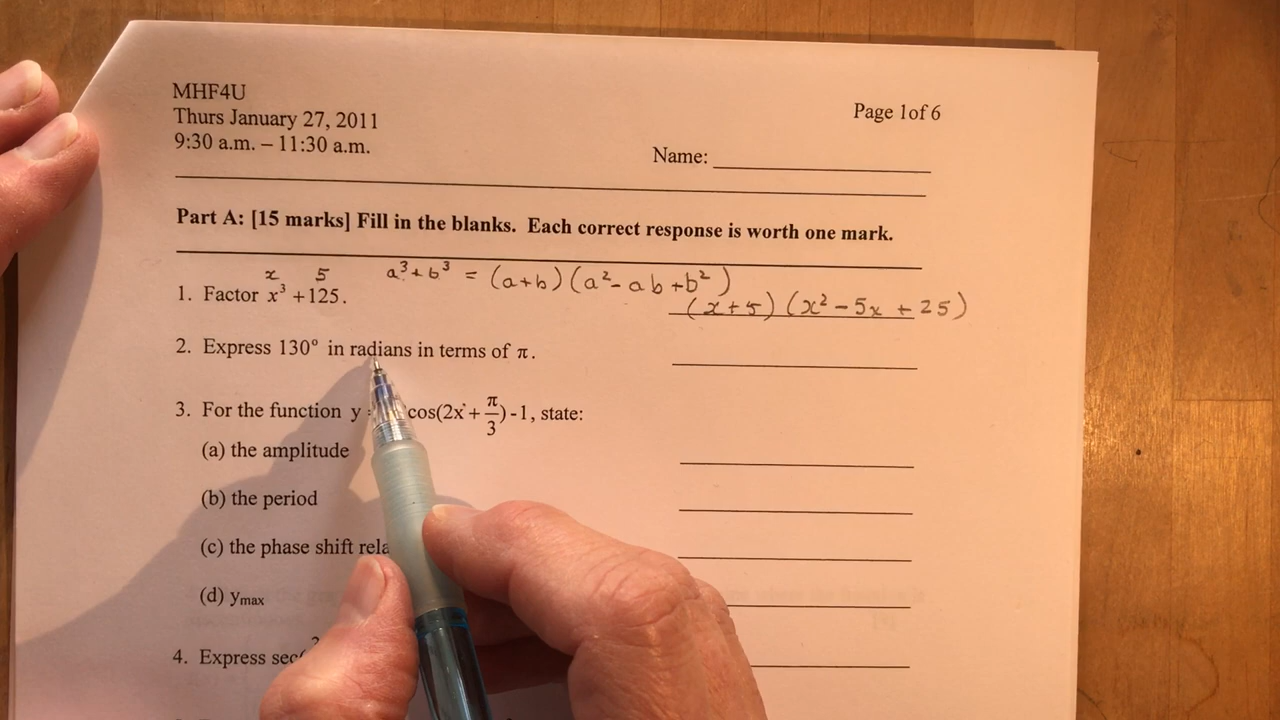 MHF4U
Thurs January 27, 2011
Page 1of 6
9:30 a.m. – 11:30 a.m.
Name:
Part A: [15 marks] Fill in the blanks. Each correct response is worth one mark.
x 5 a³+b³ = (a+b)(a²-ab+b²)
1. Factor x³ +125.
(x+5)(x²-5x+25)
2. Express 130° in radians in terms of π.
3. For the function y cos(2x+π/3)-1, state:
(a) the amplitude
(b) the period
(c) the phase shift
(d) ymax
4. Express